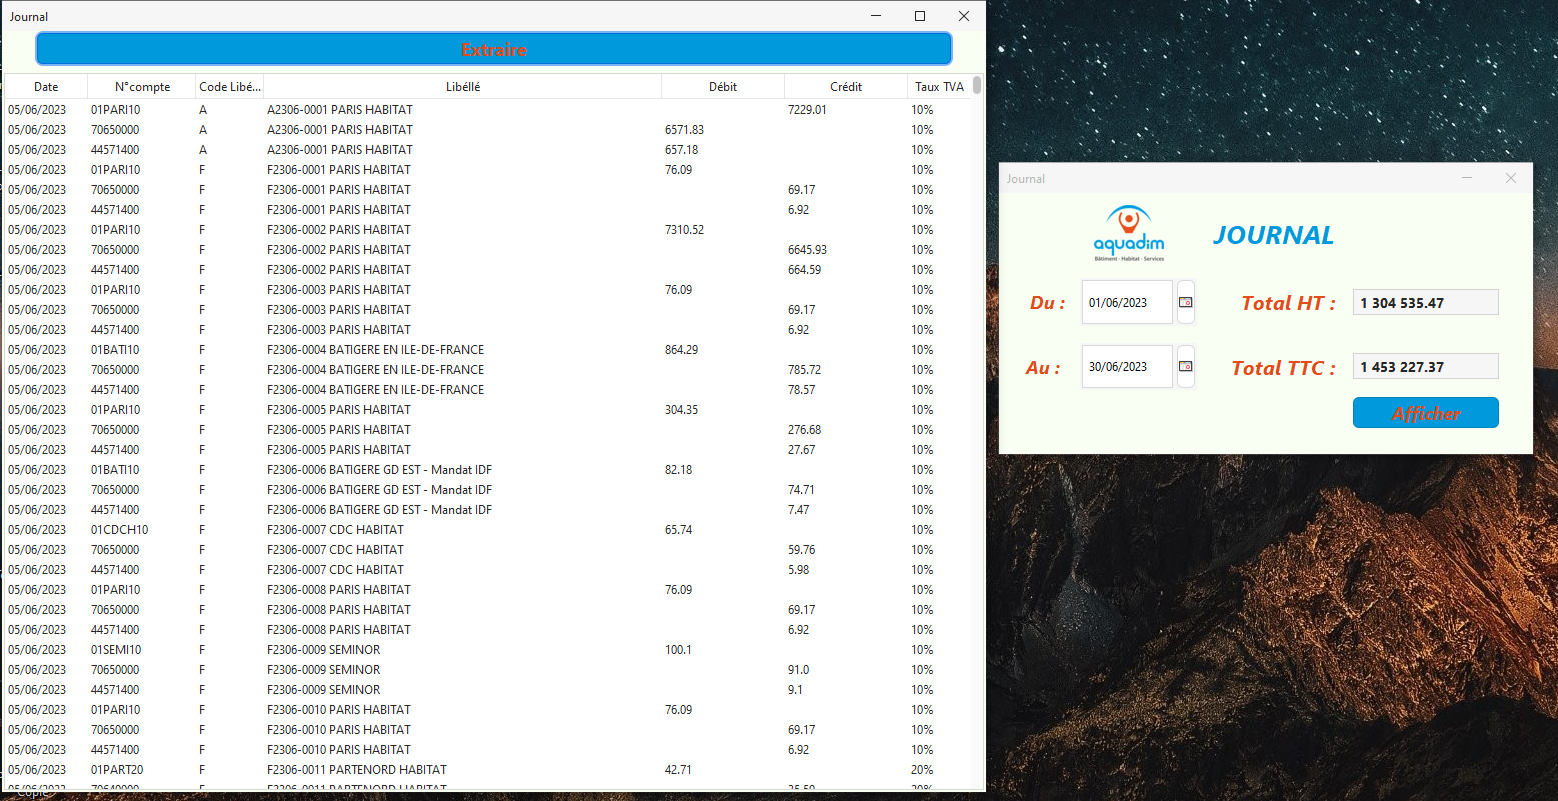 Journal
Extraire
Date N°compte Code Libé... Libéllé Débit Crédit Taux TVA
05/06/2023 01PARI10 A A2306-0001 PARIS HABITAT 7229.01 10%
05/06/2023 70650000 A A2306-0001 PARIS HABITAT 6571.83 10%
05/06/2023 44571400 A A2306-0001 PARIS HABITAT 657.18 10%
05/06/2023 01PARI10 F F2306-0001 PARIS HABITAT 76.09 10%
05/06/2023 70650000 F F2306-0001 PARIS HABITAT 69.17 10%
05/06/2023 44571400 F F2306-0001 PARIS HABITAT 6.92 10%
05/06/2023 01PARI10 F F2306-0002 PARIS HABITAT 7310.52 10%
05/06/2023 70650000 F F2306-0002 PARIS HABITAT 6645.93 10%
05/06/2023 44571400 F F2306-0002 PARIS HABITAT 664.59 10%
05/06/2023 01PARI10 F F2306-0003 PARIS HABITAT 76.09 10%
05/06/2023 70650000 F F2306-0003 PARIS HABITAT 69.17 10%
05/06/2023 44571400 F F2306-0003 PARIS HABITAT 6.92 10%
05/06/2023 01BATI10 F F2306-0004 BATIGERE EN ILE-DE-FRANCE 864.29 10%
05/06/2023 70650000 F F2306-0004 BATIGERE EN ILE-DE-FRANCE 785.72 10%
05/06/2023 44571400 F F2306-0004 BATIGERE EN ILE-DE-FRANCE 78.57 10%
05/06/2023 01PARI10 F F2306-0005 PARIS HABITAT 304.35 10%
05/06/2023 70650000 F F2306-0005 PARIS HABITAT 276.68 10%
05/06/2023 44571400 F F2306-0005 PARIS HABITAT 27.67 10%
05/06/2023 01BATI10 F F2306-0006 BATIGERE GD EST - Mandat IDF 82.18 10%
05/06/2023 70650000 F F2306-0006 BATIGERE GD EST - Mandat IDF 74.71 10%
05/06/2023 44571400 F F2306-0006 BATIGERE GD EST - Mandat IDF 7.47 10%
05/06/2023 01CDCH10 F F2306-0007 CDC HABITAT 65.74 10%
05/06/2023 70650000 F F2306-0007 CDC HABITAT 59.76 10%
05/06/2023 44571400 F F2306-0007 CDC HABITAT 5.98 10%
05/06/2023 01PARI10 F F2306-0008 PARIS HABITAT 76.09 10%
05/06/2023 70650000 F F2306-0008 PARIS HABITAT 69.17 10%
05/06/2023 44571400 F F2306-0008 PARIS HABITAT 6.92 10%
05/06/2023 01SEMI10 F F2306-0009 SEMINOR 100.1 10%
05/06/2023 70650000 F F2306-0009 SEMINOR 91.0 10%
05/06/2023 44571400 F F2306-0009 SEMINOR 9.1 10%
05/06/2023 01PARI10 F F2306-0010 PARIS HABITAT 76.09 10%
05/06/2023 70650000 F F2306-0010 PARIS HABITAT 69.17 10%
05/06/2023 44571400 F F2306-0010 PARIS HABITAT 6.92 10%
05/06/2023 01PART20 F F2306-0011 PARTENORD HABITAT 42.71 20%
05/06/2023 70640000 F F2306-0011 PARTENORD HABITAT 35.59 20%
Copie
Journal
aquadim
Bâtiment - Habitat - Services
JOURNAL
Du : 01/06/2023 Total HT : 1 304 535.47
Au : 30/06/2023 Total TTC : 1 453 227.37
Afficher